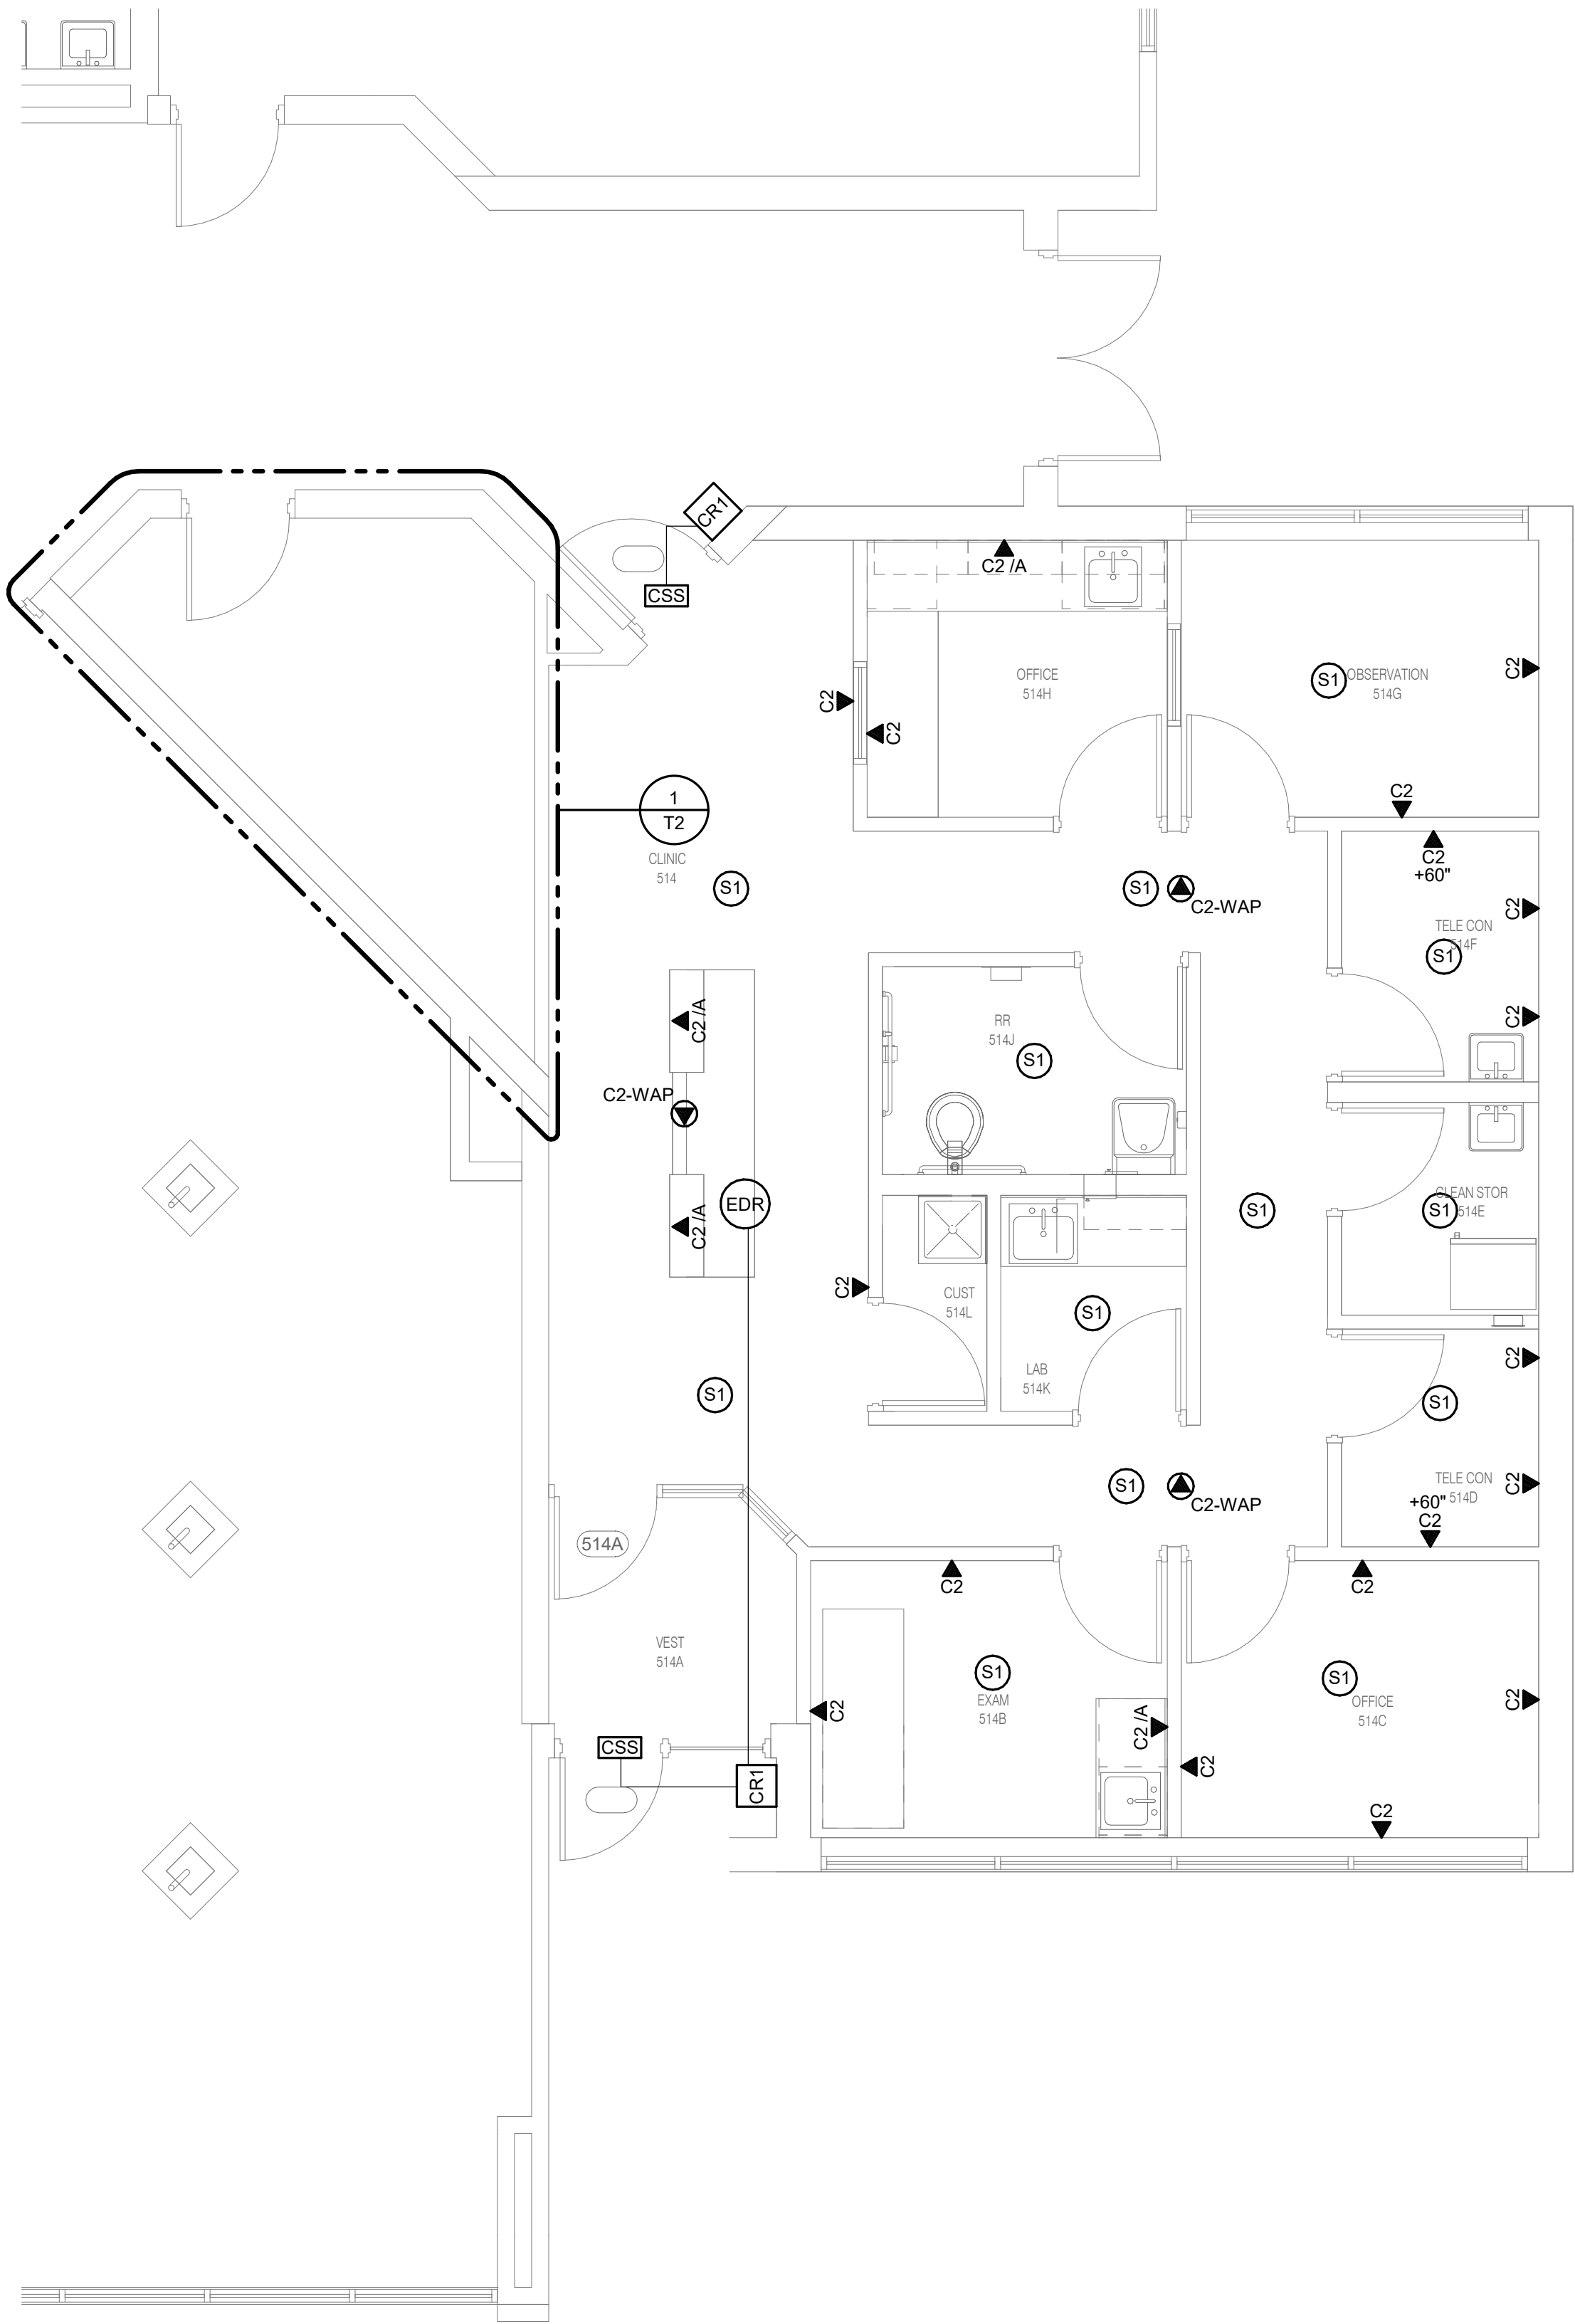 CR1
CSS
C2 /A
OFFICE
514H
S1
OBSERVATION
514G
C2
C2
C2
C2
1
T2
CLINIC
514
S1
S1
C2-WAP
C2
+60"
C2
TELE CON
514F
S1
C2
C2 /A
RR
514J
S1
C2-WAP
EDR
C2 /A
S1
CLEAN STOR
514E
S1
C2
CUST
514L
S1
LAB
514K
C2
S1
S1
S1
C2-WAP
TELE CON
514D
C2
+60"
C2
514A
C2
C2
VEST
514A
S1
EXAM
514B
S1
OFFICE
514C
C2
C2
C2 /A
C2
CSS
CR1
C2